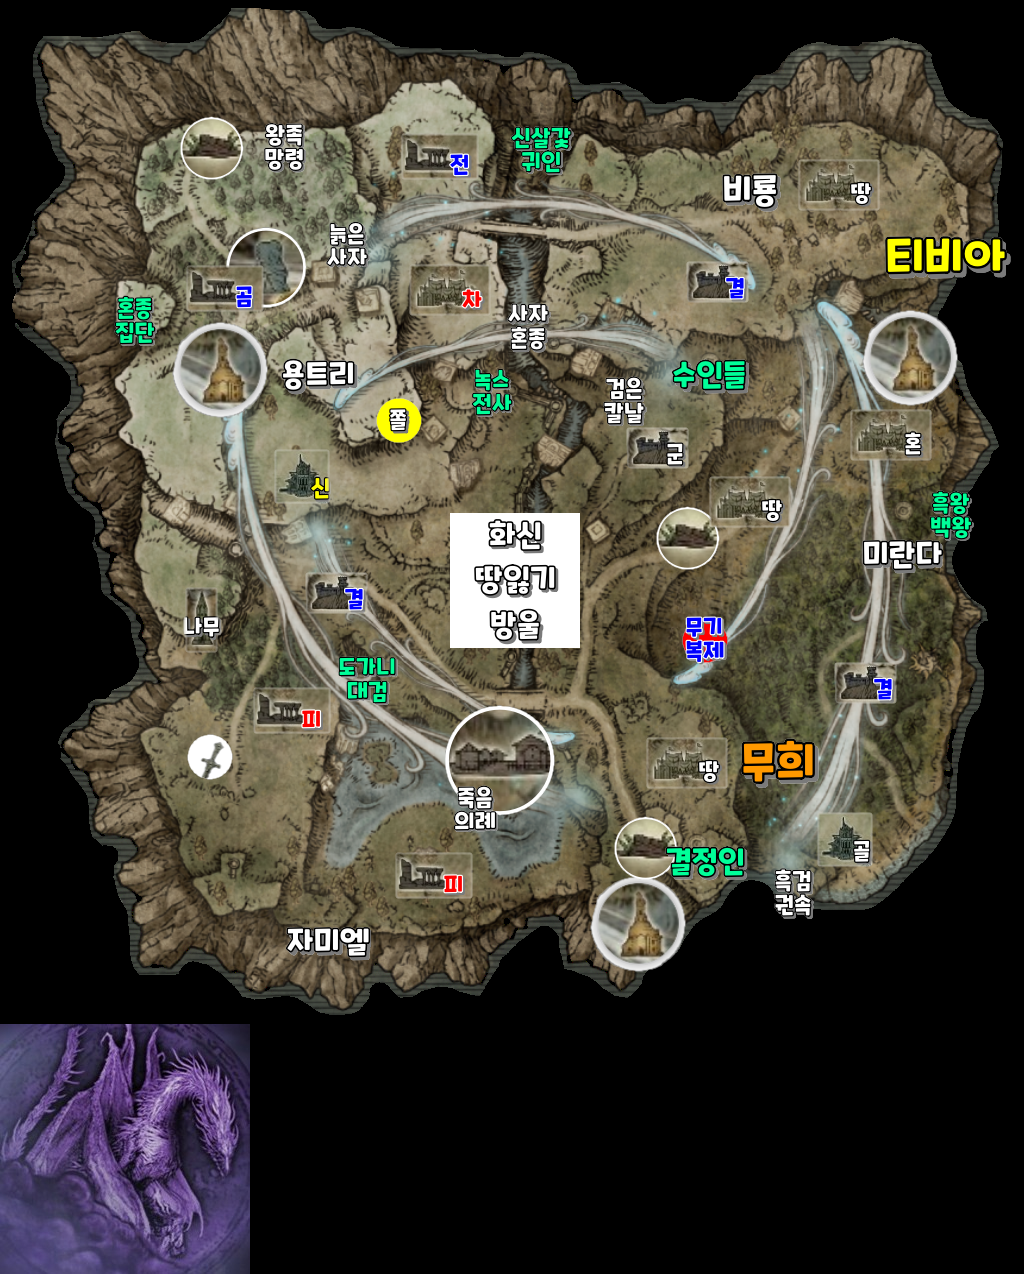 왕족
망령
전
신살갗
귀인
비룡
땅
늙은
사자
티비아
곰
차
결
혼종
집단
사자
혼종
용트리
녹스
전사
수인들
검은
칼날
쫄
군
혼
신
땅
흑왕
백왕
화신
땅잃기
방울
미란다
결
나무
무기
복제
도가니
대검
결
피
땅
무희
죽음
의례
골
결정인
피
흑검
권속
자미엘